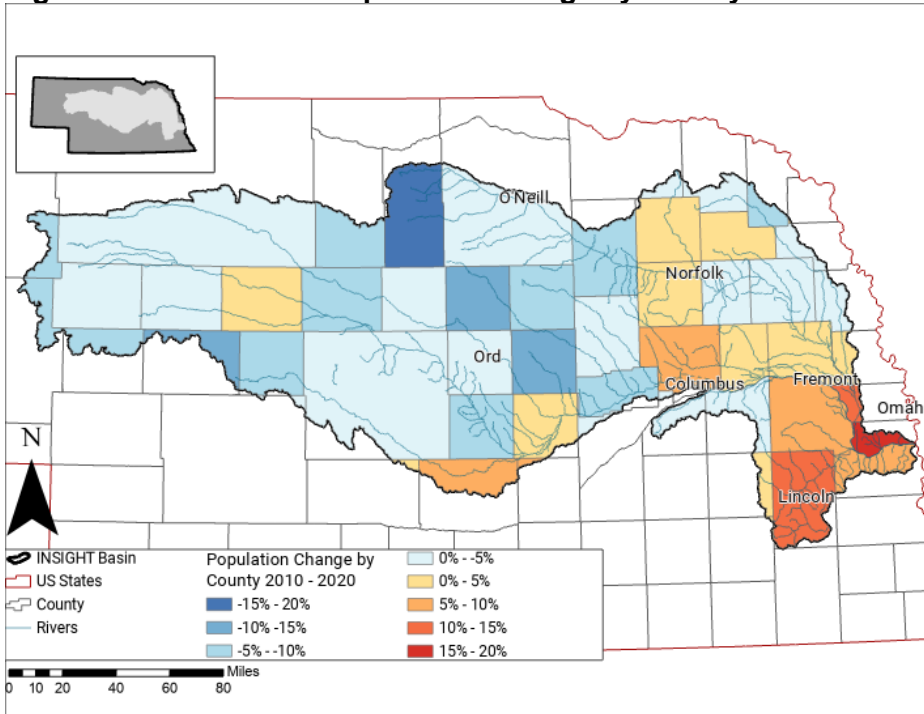 O'Neill
Norfolk
Ord
Columbus
Fremont
Omah
Lincoln
N
INSIGHT Basin
US States
County
Rivers
Population Change by
County 2010 - 2020
-15% - 20%
-10% -15%
-5% --10%
0% - -5%
0% - 5%
5% - 10%
10% - 15%
15% - 20%
Miles
0 10 20 40 60 80